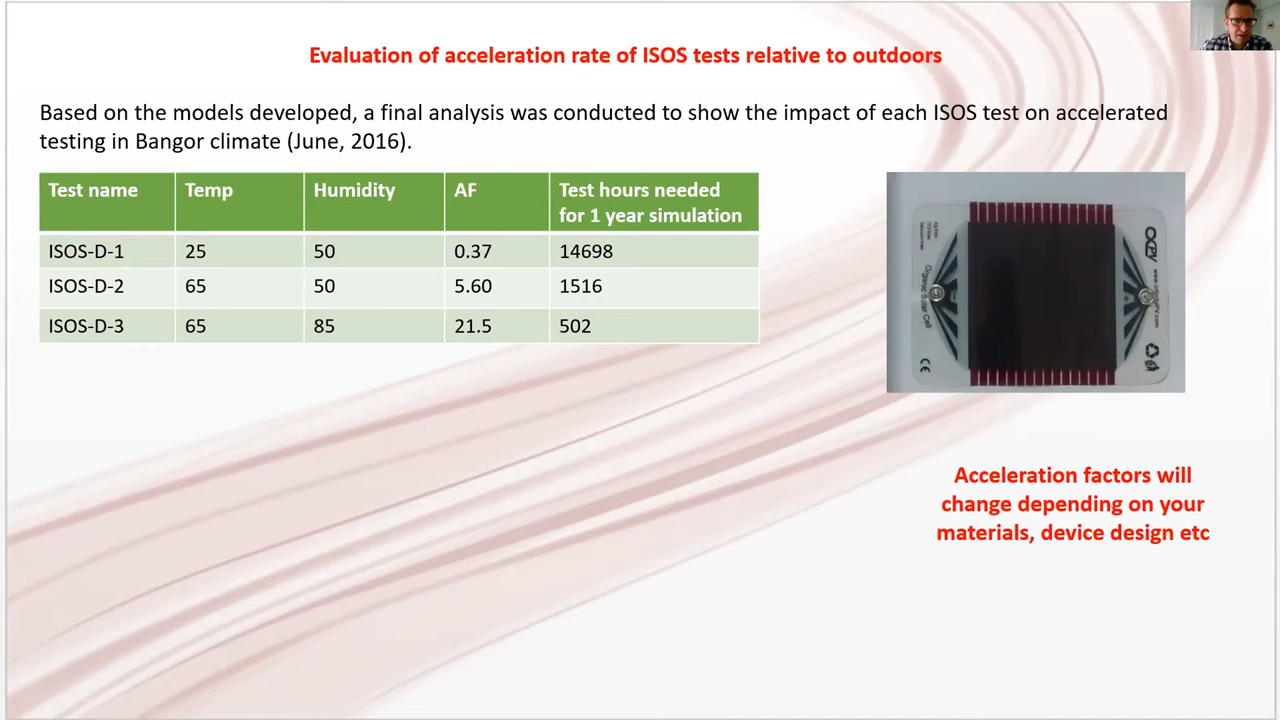 Evaluation of acceleration rate of ISOS tests relative to outdoors
Based on the models developed, a final analysis was conducted to show the impact of each ISOS test on accelerated
testing in Bangor climate (June, 2016).
Test name Temp Humidity AF Test hours needed
for 1 year simulation
ISOS-D-1 25 50 0.37 14698
ISOS-D-2 65 50 5.60 1516
ISOS-D-3 65 85 21.5 502
Organic Solar Cell
CE
Acceleration factors will
change depending on your
materials, device design etc